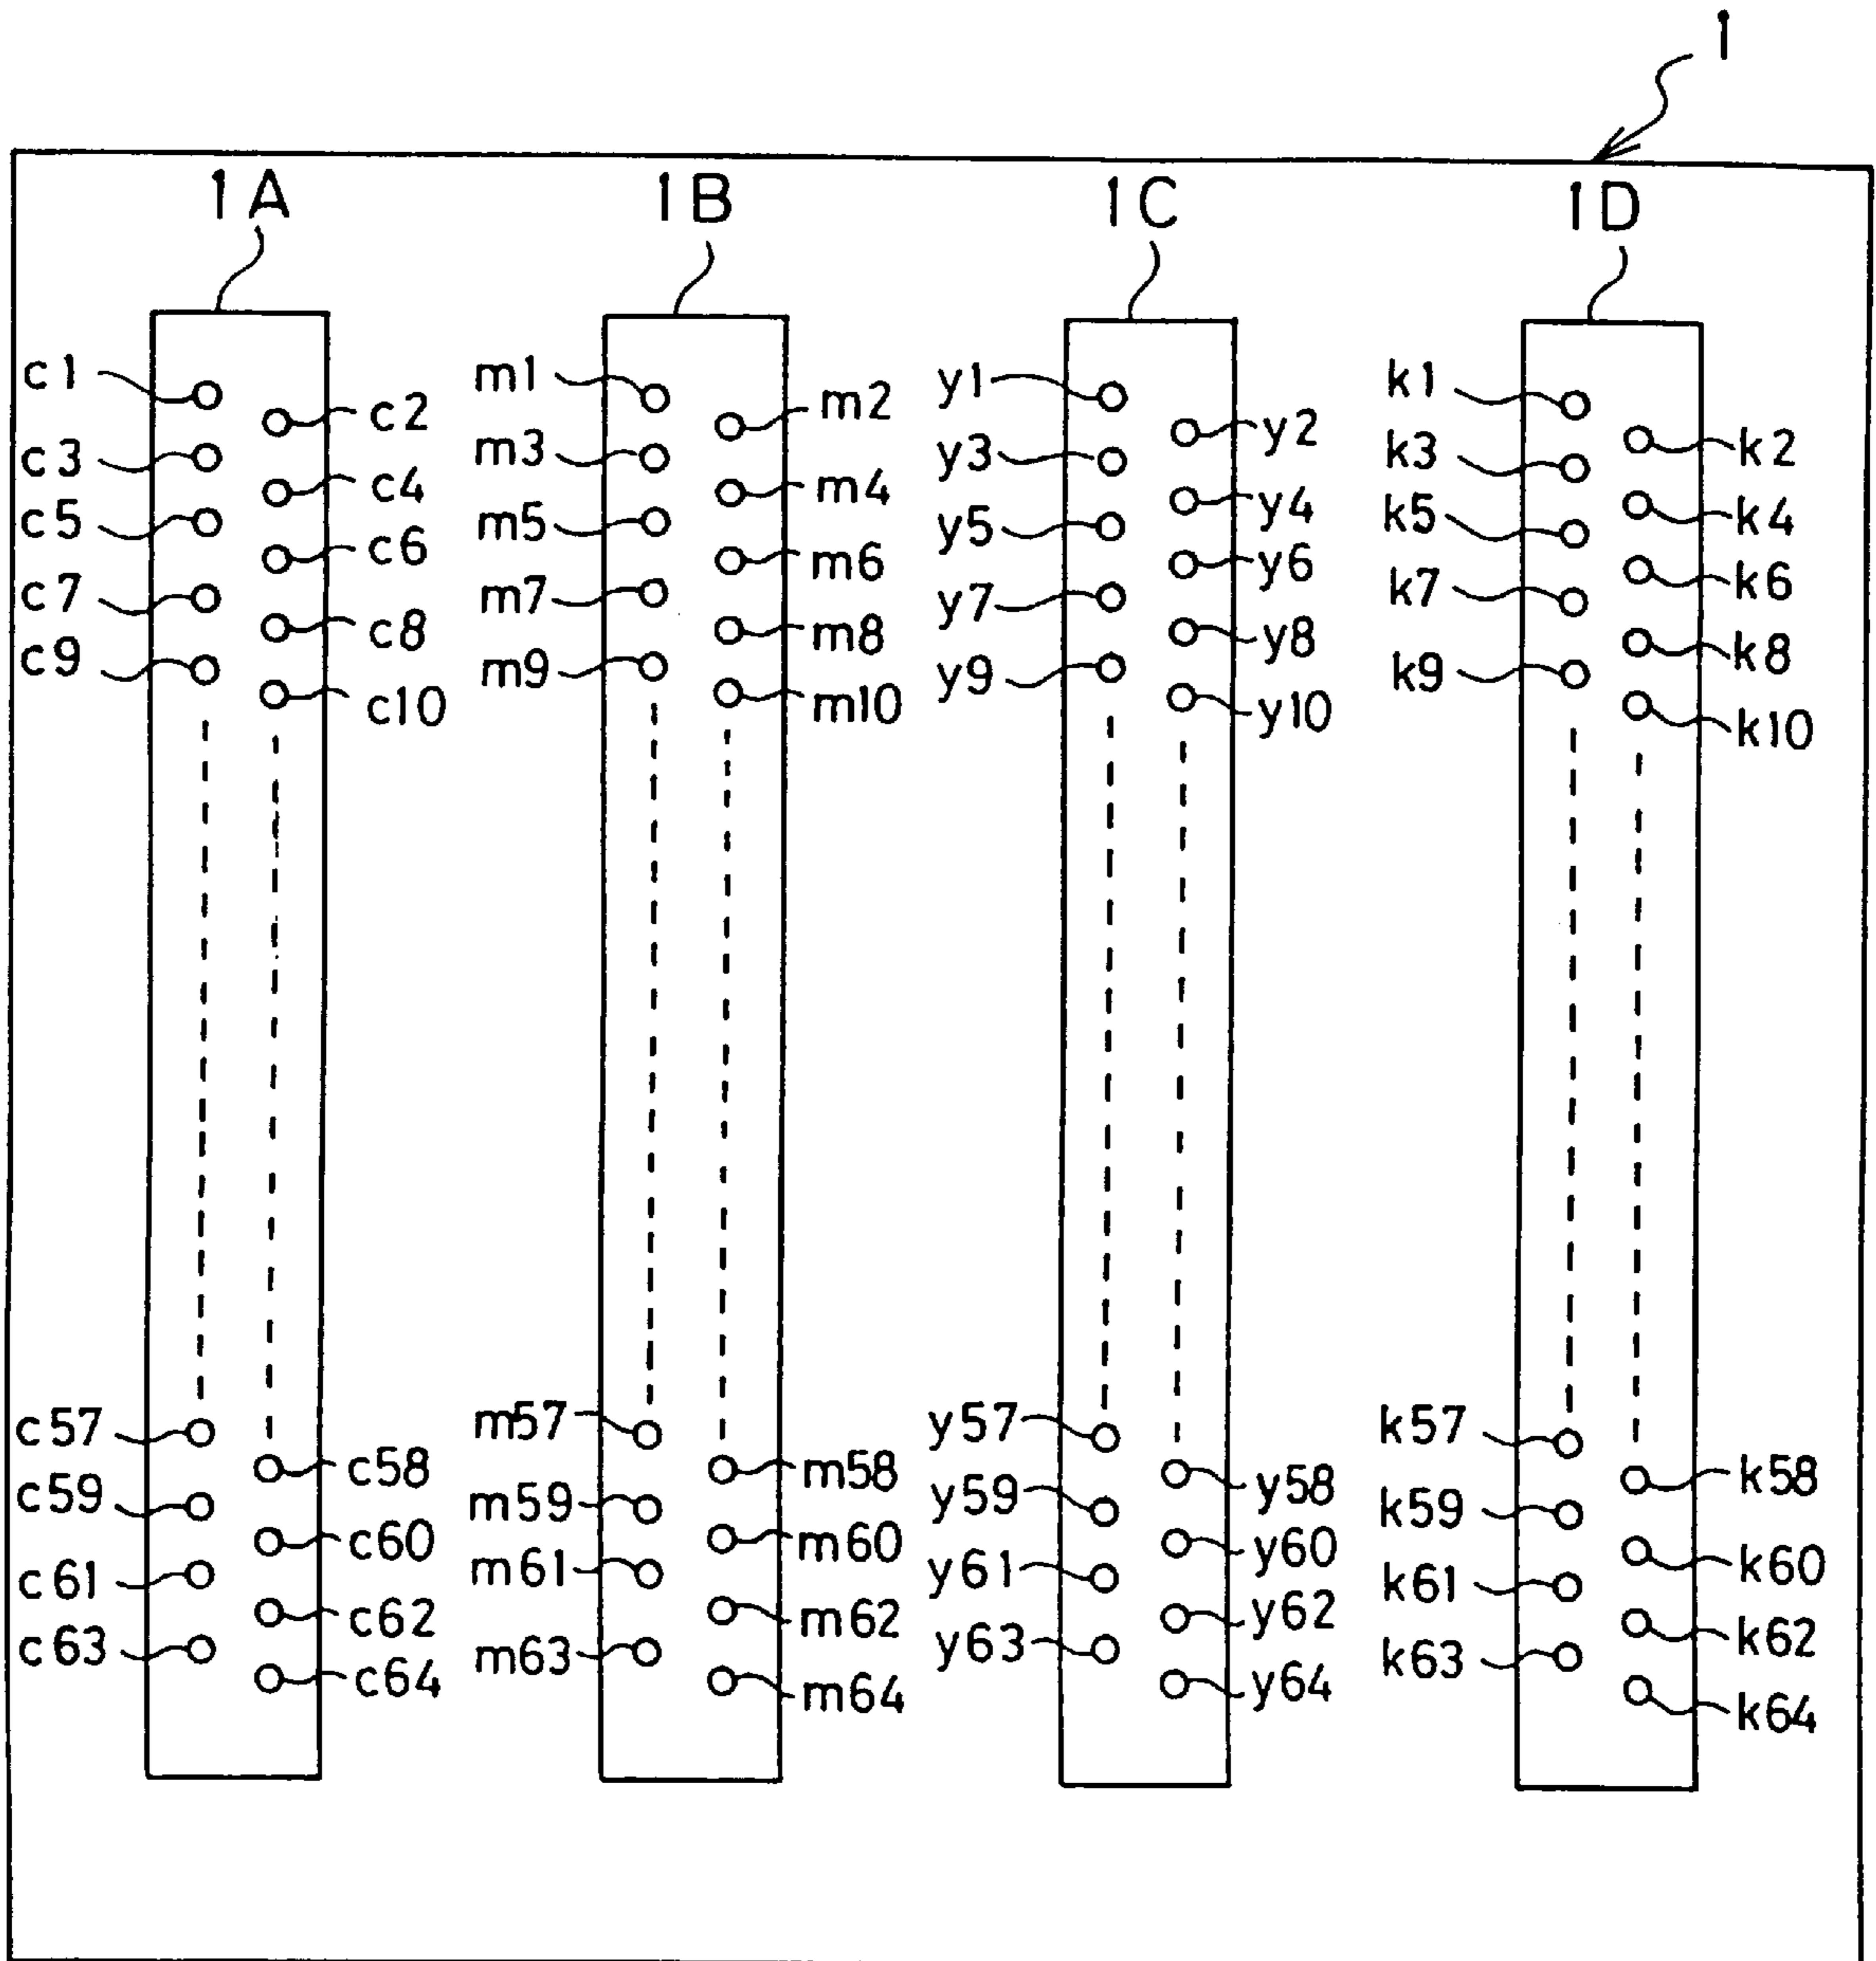 1
1A 1B 1C 1D
c1 m1 y1 k1
c2 m2 y2 k2
c3 m3 y3 k3
c4 m4 y4 k4
c5 m5 y5 k5
c6 m6 y6 k6
c7 m7 y7 k7
c8 m8 y8 k8
c9 m9 y9 k9
c10 m10 y10 k10
c57 m57 y57 k57
c58 m58 y58 k58
c59 m59 y59 k59
c60 m60 y60 k60
c61 m61 y61 k61
c62 m62 y62 k62
c63 m63 y63 k63
c64 m64 y64 k64